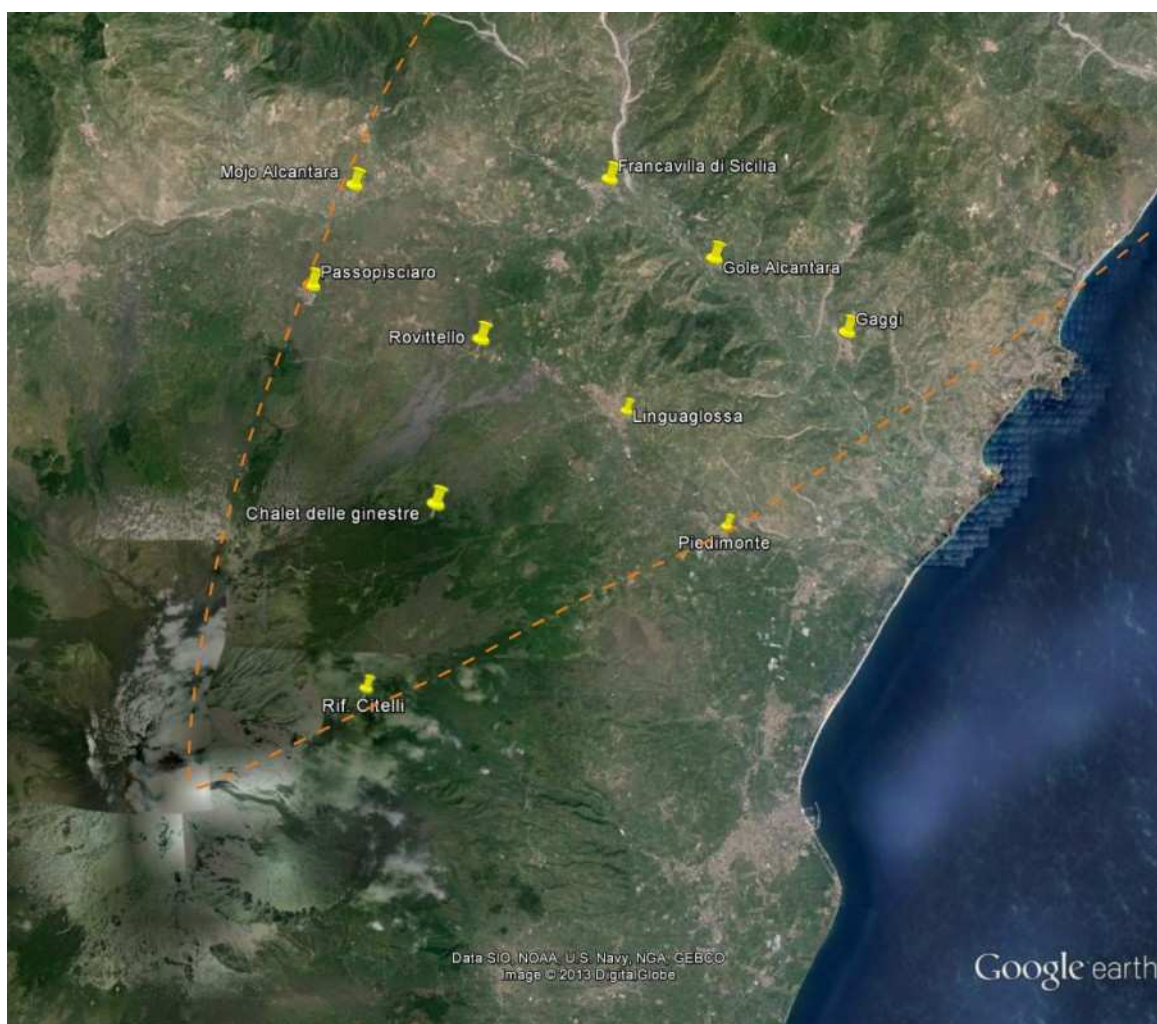 Francavilla di Sicilia
Mojo Alcantara
Gole Alcantara
Passopisciaro
Gaggi
Rovittello
Linguaglossa
Chalet delle ginestre
Piedimonte
Rif. Citelli
Data SIO, NOAA, U.S. Navy, NGA, GEBCO
Image © 2013 DigitalGlobe
Google earth